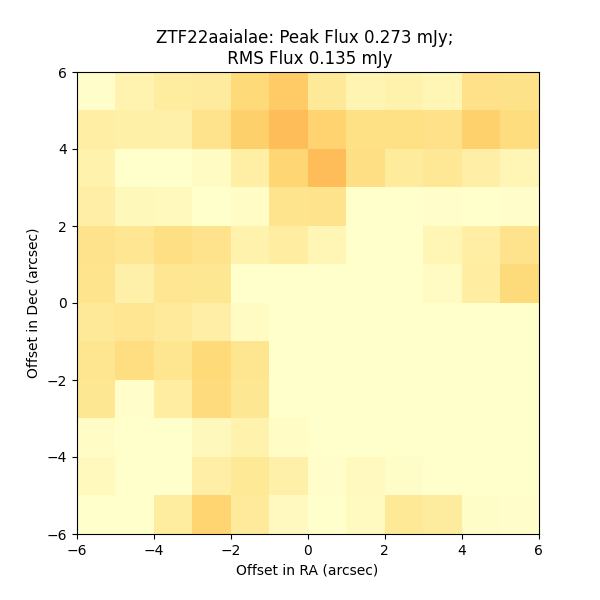 ZTF22aaialae: Peak Flux 0.273 mJy;
RMS Flux 0.135 mJy
6
4
2
0
−2
−4
−6
Offset in Dec (arcsec)
−6 −4 −2 0 2 4 6
Offset in RA (arcsec)